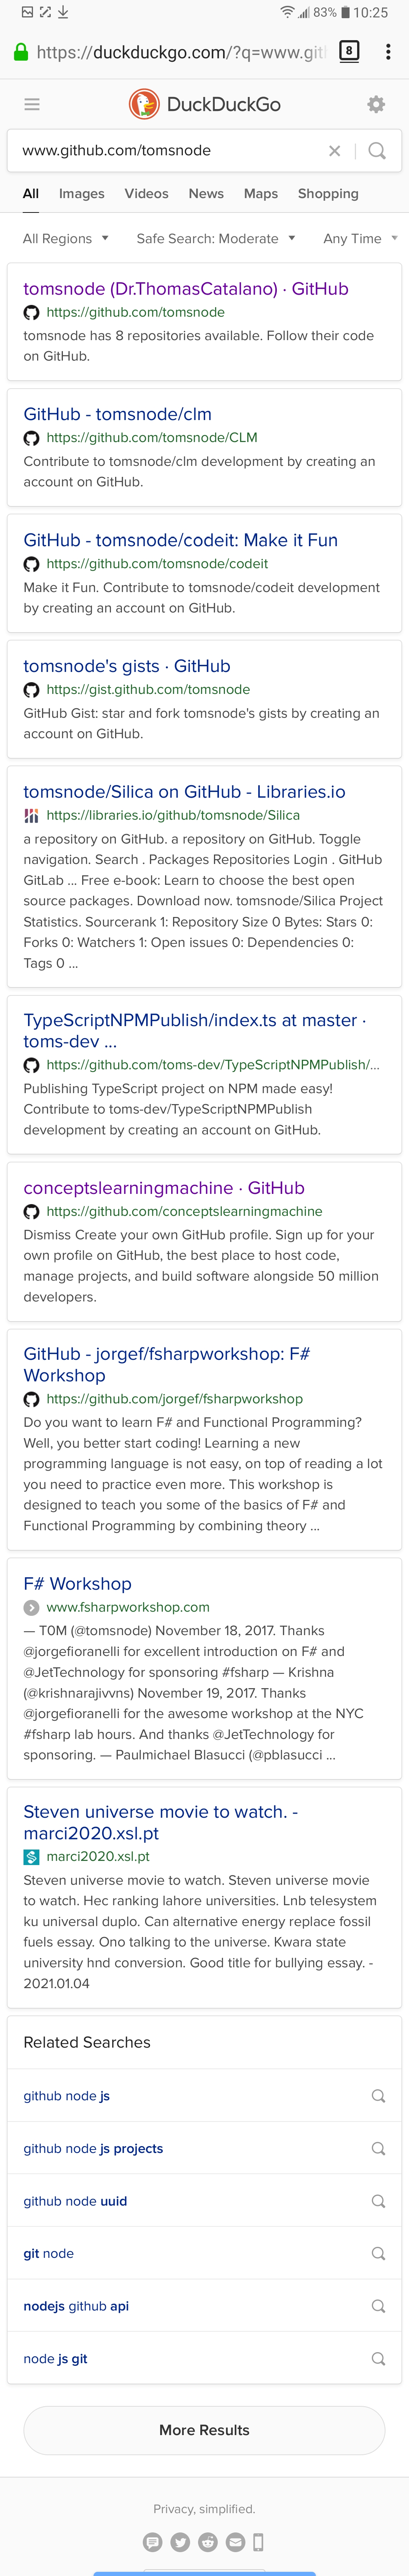 83% 10:25
https://duckduckgo.com/?q=www.git
8
DuckDuckGo
www.github.com/tomsnode
All Images Videos News Maps Shopping
All Regions Safe Search: Moderate Any Time
tomsnode (Dr.ThomasCatalano) · GitHub
https://github.com/tomsnode
tomsnode has 8 repositories available. Follow their code
on GitHub.
GitHub - tomsnode/clm
https://github.com/tomsnode/CLM
Contribute to tomsnode/clm development by creating an
account on GitHub.
GitHub - tomsnode/codeit: Make it Fun
https://github.com/tomsnode/codeit
Make it Fun. Contribute to tomsnode/codeit development
by creating an account on GitHub.
tomsnode's gists · GitHub
https://gist.github.com/tomsnode
GitHub Gist: star and fork tomsnode's gists by creating an
account on GitHub.
tomsnode/Silica on GitHub - Libraries.io
https://libraries.io/github/tomsnode/Silica
a repository on GitHub. a repository on GitHub. Toggle
navigation. Search . Packages Repositories Login . GitHub
GitLab ... Free e-book: Learn to choose the best open
source packages. Download now. tomsnode/Silica Project
Statistics. Sourcerank 1: Repository Size 0 Bytes: Stars 0:
Forks 0: Watchers 1: Open issues 0: Dependencies 0:
Tags 0 ...
TypeScriptNPMPublish/index.ts at master ·
toms-dev ...
https://github.com/toms-dev/TypeScriptNPMPublish/...
Publishing TypeScript project on NPM made easy!
Contribute to toms-dev/TypeScriptNPMPublish
development by creating an account on GitHub.
conceptslearningmachine · GitHub
https://github.com/conceptslearningmachine
Dismiss Create your own GitHub profile. Sign up for your
own profile on GitHub, the best place to host code,
manage projects, and build software alongside 50 million
developers.
GitHub - jorgef/fsharpworkshop: F#
Workshop
https://github.com/jorgef/fsharpworkshop
Do you want to learn F# and Functional Programming?
Well, you better start coding! Learning a new
programming language is not easy, on top of reading a lot
you need to practice even more. This workshop is
designed to teach you some of the basics of F# and
Functional Programming by combining theory ...
F# Workshop
www.fsharpworkshop.com
— T0M (@tomsnode) November 18, 2017. Thanks
@jorgefioranelli for excellent introduction on F# and
@JetTechnology for sponsoring #fsharp — Krishna
(@krishnarajivvns) November 19, 2017. Thanks
@jorgefioranelli for the awesome workshop at the NYC
#fsharp lab hours. And thanks @JetTechnology for
sponsoring. — Paulmichael Blasucci (@pblasucci ...
Steven universe movie to watch. -
marci2020.xsl.pt
marci2020.xsl.pt
Steven universe movie to watch. Steven universe movie
to watch. Hec ranking lahore universities. Lnb telesystem
ku universal duplo. Can alternative energy replace fossil
fuels essay. Ono talking to the universe. Kwara state
university hnd conversion. Good title for bullying essay. -
2021.01.04
Related Searches
github node js
github node js projects
github node uuid
git node
nodejs github api
node js git
More Results
Privacy, simplified.